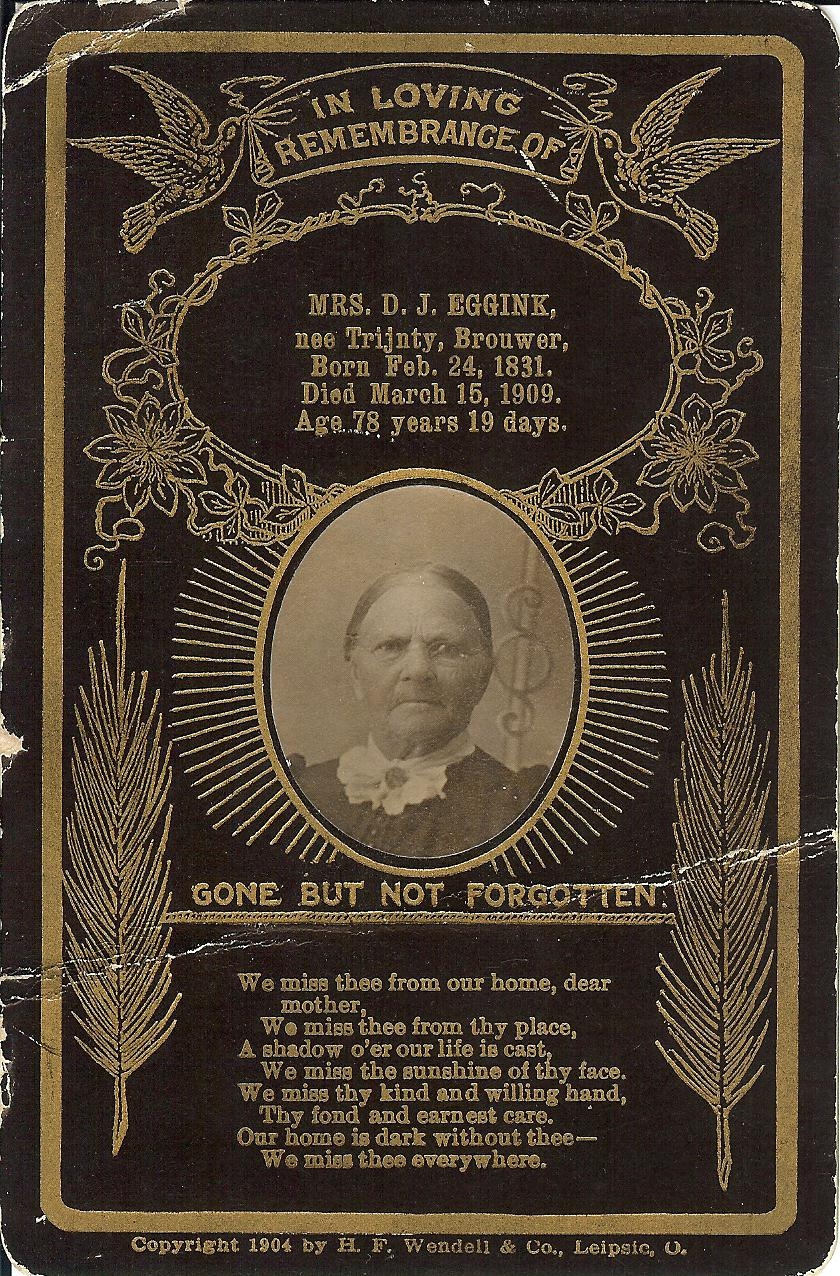 IN LOVING
REMEMBRANCE OF
MRS. D. J. EGGINK,
nee Trijnty, Brouwer,
Born Feb. 24, 1831.
Died March 15, 1909.
Age 78 years 19 days.
GONE BUT NOT FORGOTTEN.
We miss thee from our home, dear
mother,
We miss thee from thy place,
A shadow o'er our life is cast,
We miss the sunshine of thy face.
We miss thy kind and willing hand,
Thy fond and earnest care.
Our home is dark without thee—
We miss thee everywhere.
Copyright 1904 by H. F. Wendell & Co., Leipsic, O.